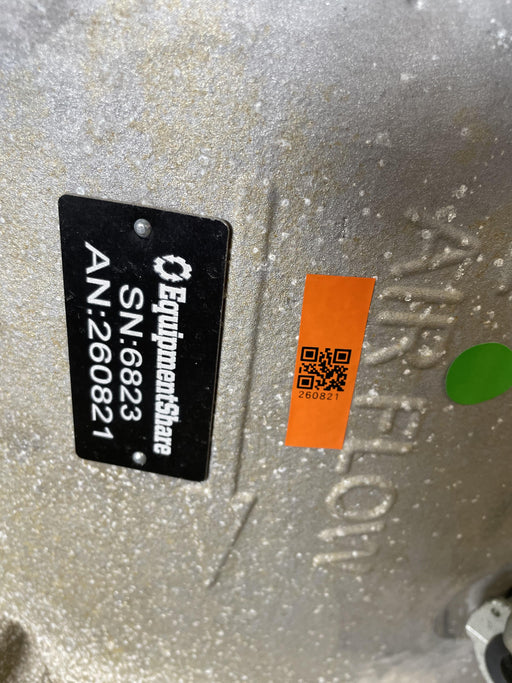 AIR FLOW
260821
EquipmentShare
SN:6823
AN:260821